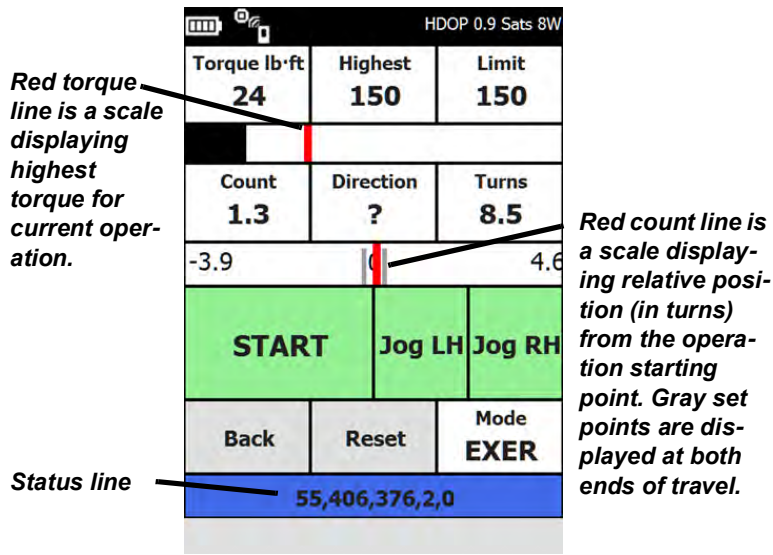 HDOP 0.9 Sats 8W
Torque lb·ft Highest Limit
24 150 150
Red torque
line is a scale
displaying
highest
torque for
current oper-
ation.
Count Direction Turns
1.3 ? 8.5
-3.9 0 4.6
START Jog LH Jog RH
Back Reset Mode
EXER
55,406,376,2,0
Red count line is
a scale display-
ing relative posi-
tion (in turns)
from the opera-
tion starting
point. Gray set
points are dis-
played at both
ends of travel.
Status line